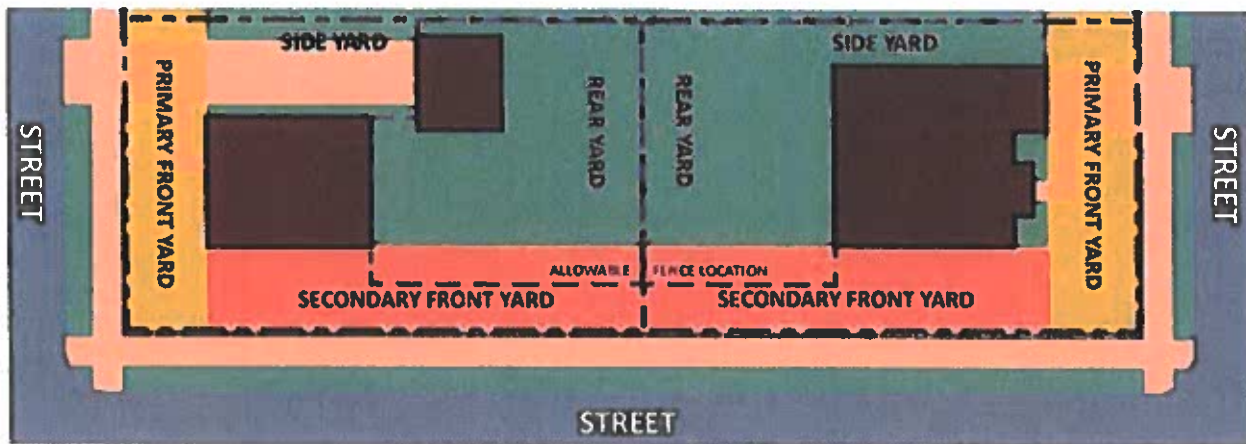 SIDE YARD
SIDE YARD
PRIMARY FRONT YARD
REAR YARD
REAR YARD
PRIMARY FRONT YARD
STREET
STREET
ALLOWABLE FENCE LOCATION
SECONDARY FRONT YARD
SECONDARY FRONT YARD
STREET